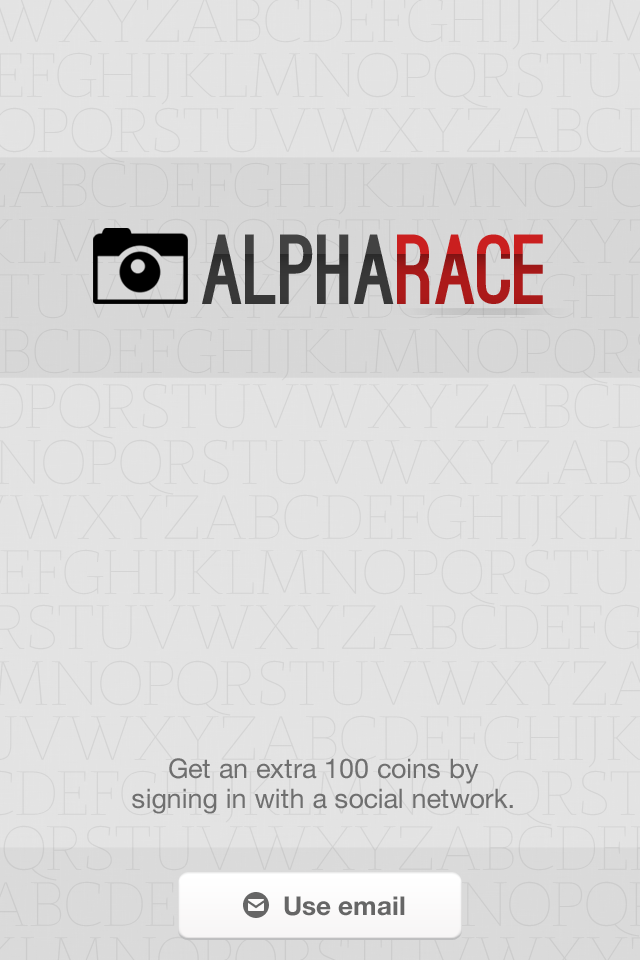 ALPHARACE
Get an extra 100 coins by
signing in with a social network.
Use email